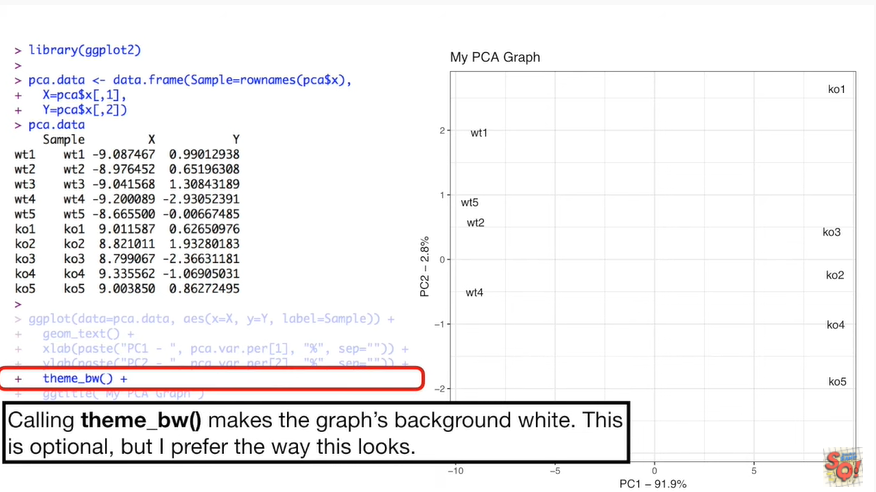 > library(ggplot2)
>
> pca.data <- data.frame(Sample=rownames(pca$x),
+ X=pca$x[,1],
+ Y=pca$x[,2])
> pca.data
Sample X Y
wt1 wt1 -9.087467 0.99012938
wt2 wt2 -8.976452 0.65196308
wt3 wt3 -9.041568 1.30843189
wt4 wt4 -9.200089 -2.93052391
wt5 wt5 -8.665500 -0.00667485
ko1 ko1 9.011587 0.62650976
ko2 ko2 8.821011 1.93280183
ko3 ko3 8.799067 -2.36631181
ko4 ko4 9.335562 -1.06905031
ko5 ko5 9.003850 0.86272495
>
> ggplot(data=pca.data, aes(x=X, y=Y, label=Sample)) +
+ geom_text() +
+ xlab(paste("PC1 - ", pca.var.per[1], "%", sep="")) +
+ ylab(paste("PC2 - ", pca.var.per[2], "%", sep="")) +
+ theme_bw() +
+ ggtitle("My PCA Graph")
Calling theme_bw() makes the graph's background white. This
is optional, but I prefer the way this looks.
My PCA Graph
ko1
2
wt1
1
wt5
wt2
ko3
0
ko2
wt4
−1
ko4
ko5
−2
PC2 − 2.8%
−10
−5
0
5
PC1 − 91.9%
SQ!